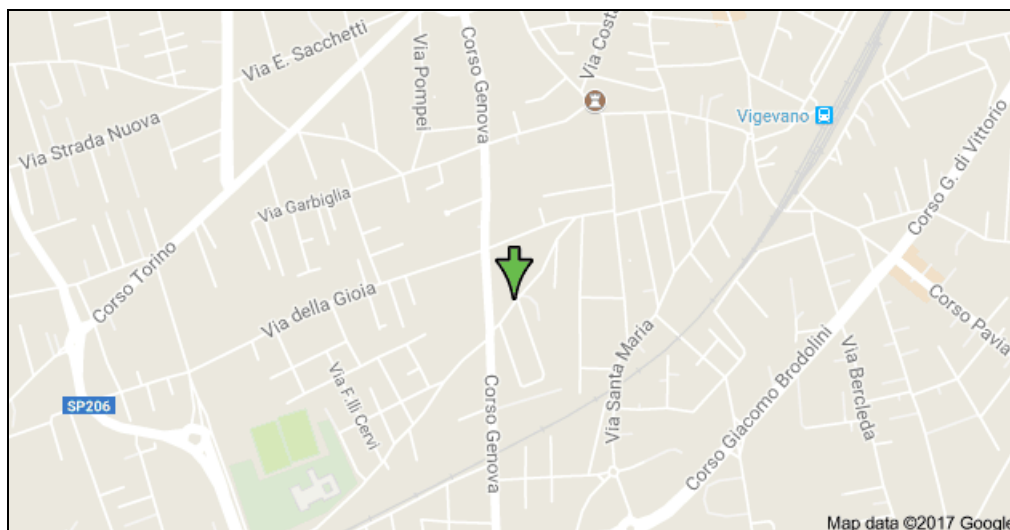 Via E. Sacchetti
Via Pompei
Corso Genova
Via Costa
Vigevano
Via Strada Nuova
Corso G. di Vittorio
Via Garbiglia
Corso Torino
Via della Gioia
Corso Pavia
Via Santa Maria
Corso Giacomo Brodolini
Via Bercleda
Via F.lli Cervi
Corso Genova
SP206
Map data ©2017 Google